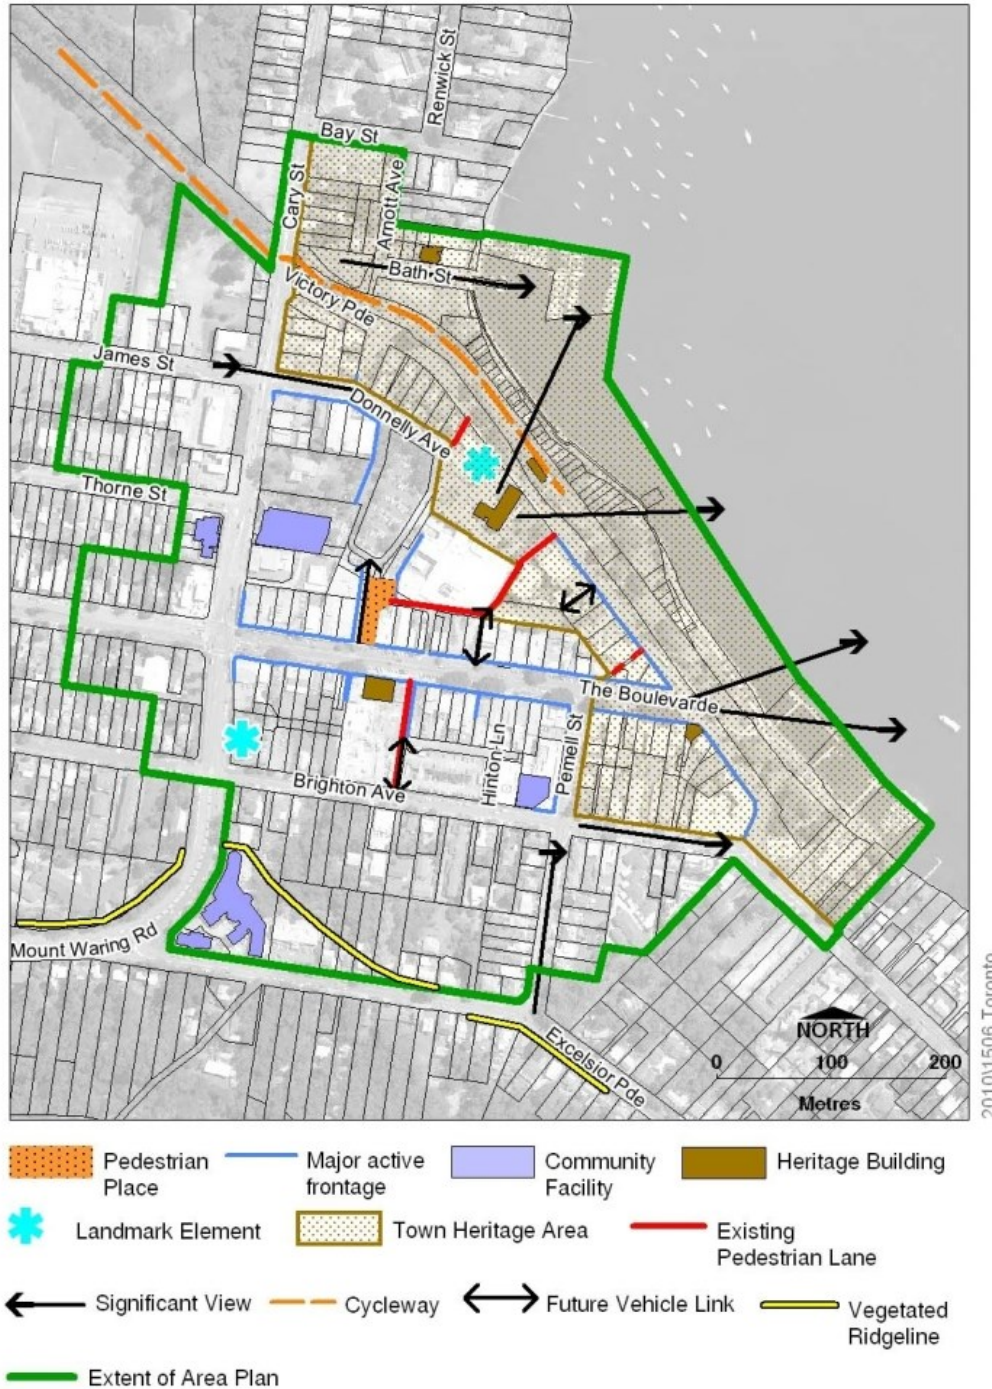 Renwick St
Bay St
Cary St
Arnott Ave
Bath St
Victory Pde
James St
Donnelly Ave
Thorne St
The Boulevarde
Pemell St
Hinton Ln
Brighton Ave
Mount Waring Rd
Excelsior Pde
NORTH
0 100 200
Metres
2010\1506 Toronto
Pedestrian Place
Major active frontage
Community Facility
Heritage Building
Landmark Element
Town Heritage Area
Existing Pedestrian Lane
Significant View
Cycleway
Future Vehicle Link
Vegetated Ridgeline
Extent of Area Plan